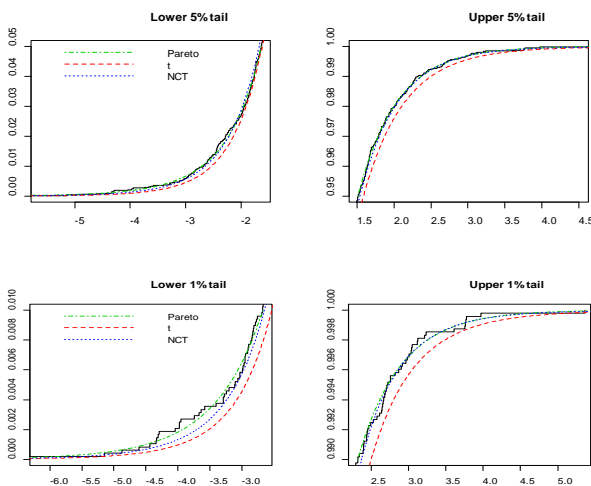 Lower 5% tail
0.00 0.01 0.02 0.03 0.04 0.05
Pareto
t
NCT
-5 -4 -3 -2
Upper 5% tail
0.95 0.96 0.97 0.98 0.99 1.00
1.5 2.0 2.5 3.0 3.5 4.0 4.5
Lower 1% tail
0.000 0.002 0.004 0.006 0.008 0.010
Pareto
t
NCT
-6.0 -5.5 -5.0 -4.5 -4.0 -3.5 -3.0
Upper 1% tail
0.990 0.992 0.994 0.996 0.998 1.000
2.5 3.0 3.5 4.0 4.5 5.0